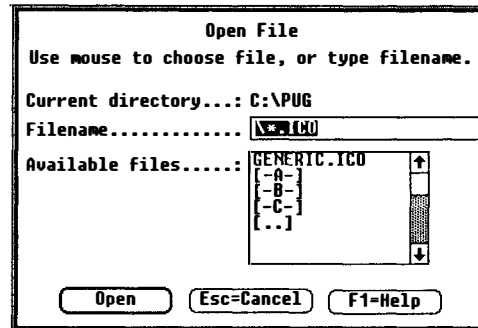 Open File
Use mouse to choose file, or type filename.
Current directory...: C:\PUG
Filename............. \*.ICO
Available files.....: GENERIC.ICO
[-A-]
[-B-]
[-C-]
[..]
Open Esc=Cancel F1=Help